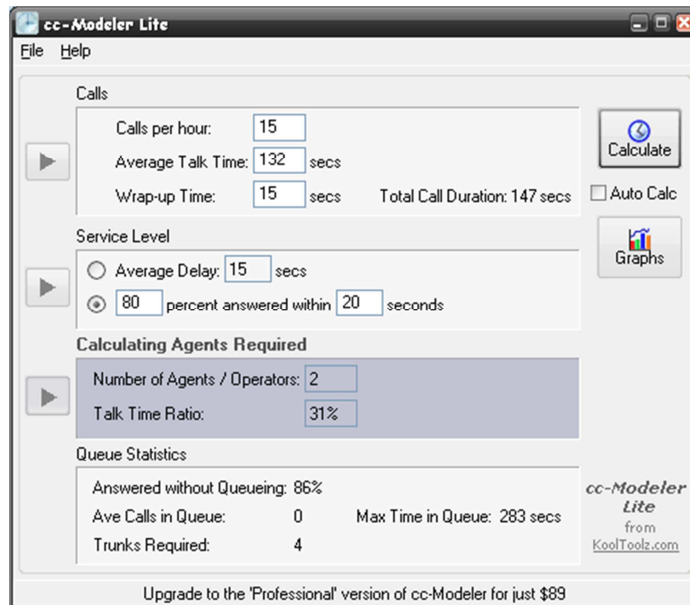 cc-Modeler Lite
File Help
Calls
Calls per hour: 15
Average Talk Time: 132 secs
Wrap-up Time: 15 secs Total Call Duration: 147 secs
Calculate
Auto Calc
Graphs
Service Level
Average Delay: 15 secs
80 percent answered within 20 seconds
Calculating Agents Required
Number of Agents / Operators: 2
Talk Time Ratio: 31%
Queue Statistics
Answered without Queueing: 86%
Ave Calls in Queue: 0 Max Time in Queue: 283 secs
Trunks Required: 4
cc-Modeler
Lite
from
KoolToolz.com
Upgrade to the 'Professional' version of cc-Modeler for just $89